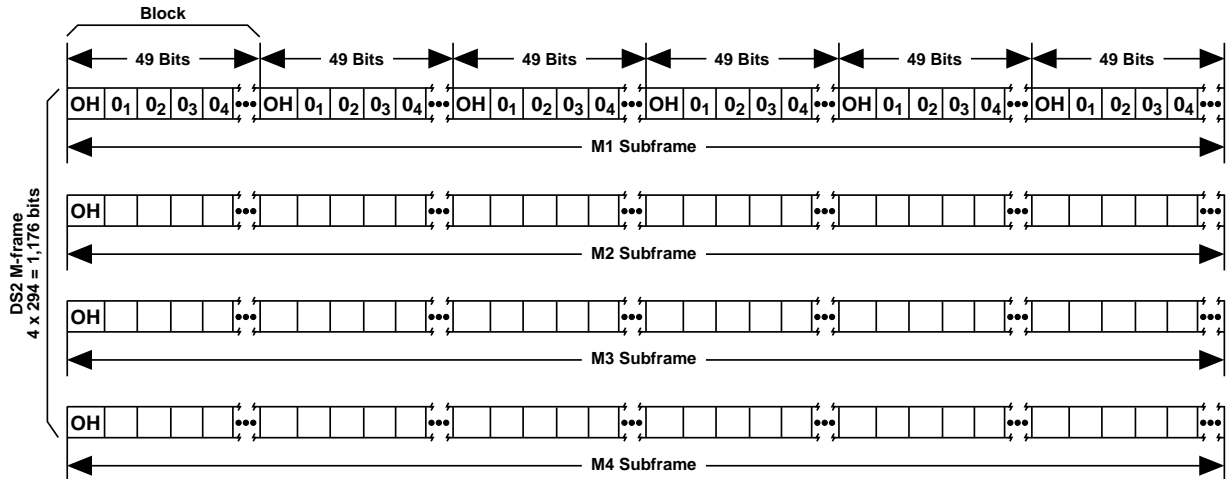 Block
49 Bits 49 Bits 49 Bits 49 Bits 49 Bits 49 Bits
OH 0₁ 0₂ 0₃ 0₄ ••• OH 0₁ 0₂ 0₃ 0₄ ••• OH 0₁ 0₂ 0₃ 0₄ ••• OH 0₁ 0₂ 0₃ 0₄ ••• OH 0₁ 0₂ 0₃ 0₄ ••• OH 0₁ 0₂ 0₃ 0₄ •••
M1 Subframe
DS2 M-frame
4 x 294 = 1,176 bits
OH ••• ••• ••• ••• ••• •••
M2 Subframe
OH ••• ••• ••• ••• ••• •••
M3 Subframe
OH ••• ••• ••• ••• ••• •••
M4 Subframe